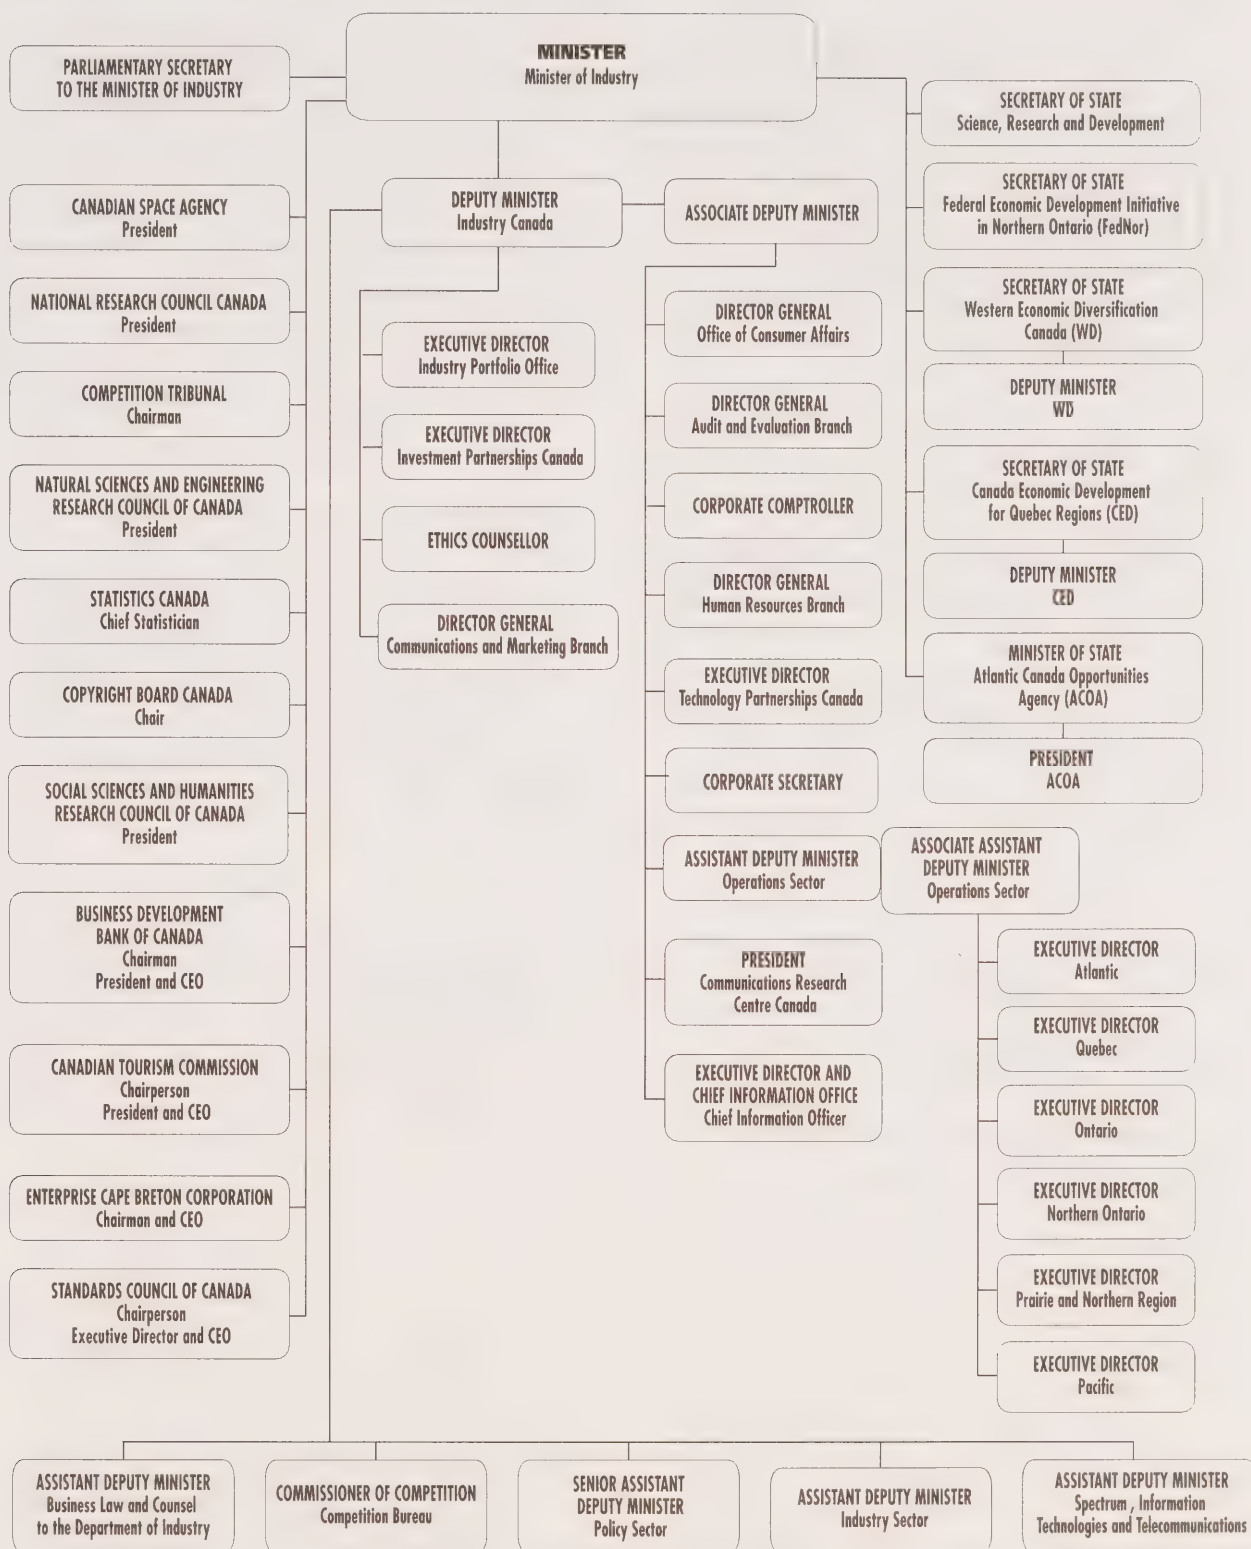 MINISTER
Minister of Industry
PARLIAMENTARY SECRETARY
TO THE MINISTER OF INDUSTRY
CANADIAN SPACE AGENCY
President
NATIONAL RESEARCH COUNCIL CANADA
President
COMPETITION TRIBUNAL
Chairman
NATURAL SCIENCES AND ENGINEERING
RESEARCH COUNCIL OF CANADA
President
STATISTICS CANADA
Chief Statistician
COPYRIGHT BOARD CANADA
Chair
SOCIAL SCIENCES AND HUMANITIES
RESEARCH COUNCIL OF CANADA
President
BUSINESS DEVELOPMENT
BANK OF CANADA
Chairman
President and CEO
CANADIAN TOURISM COMMISSION
Chairperson
President and CEO
ENTERPRISE CAPE BRETON CORPORATION
Chairman and CEO
STANDARDS COUNCIL OF CANADA
Chairperson
Executive Director and CEO
DEPUTY MINISTER
Industry Canada
EXECUTIVE DIRECTOR
Industry Portfolio Office
EXECUTIVE DIRECTOR
Investment Partnerships Canada
ETHICS COUNSELLOR
DIRECTOR GENERAL
Communications and Marketing Branch
ASSOCIATE DEPUTY MINISTER
DIRECTOR GENERAL
Office of Consumer Affairs
DIRECTOR GENERAL
Audit and Evaluation Branch
CORPORATE COMPTROLLER
DIRECTOR GENERAL
Human Resources Branch
EXECUTIVE DIRECTOR
Technology Partnerships Canada
CORPORATE SECRETARY
ASSISTANT DEPUTY MINISTER
Operations Sector
PRESIDENT
Communications Research
Centre Canada
EXECUTIVE DIRECTOR AND
CHIEF INFORMATION OFFICE
Chief Information Officer
SECRETARY OF STATE
Science, Research and Development
SECRETARY OF STATE
Federal Economic Development Initiative
in Northern Ontario (FedNor)
SECRETARY OF STATE
Western Economic Diversification
Canada (WD)
DEPUTY MINISTER
WD
SECRETARY OF STATE
Canada Economic Development
for Quebec Regions (CED)
DEPUTY MINISTER
CED
MINISTER OF STATE
Atlantic Canada Opportunities
Agency (ACOA)
PRESIDENT
ACOA
ASSOCIATE ASSISTANT
DEPUTY MINISTER
Operations Sector
EXECUTIVE DIRECTOR
Atlantic
EXECUTIVE DIRECTOR
Quebec
EXECUTIVE DIRECTOR
Ontario
EXECUTIVE DIRECTOR
Northern Ontario
EXECUTIVE DIRECTOR
Prairie and Northern Region
EXECUTIVE DIRECTOR
Pacific
ASSISTANT DEPUTY MINISTER
Business Law and Counsel
to the Department of Industry
COMMISSIONER OF COMPETITION
Competition Bureau
SENIOR ASSISTANT
DEPUTY MINISTER
Policy Sector
ASSISTANT DEPUTY MINISTER
Industry Sector
ASSISTANT DEPUTY MINISTER
Spectrum , Information
Technologies and Telecommunications